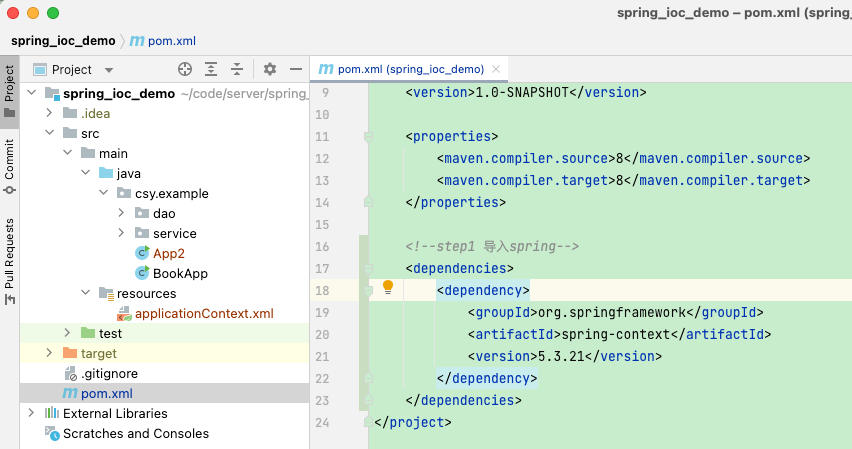 spring_ioc_demo – pom.xml (spring_
spring_ioc_demo pom.xml
Project
pom.xml (spring_ioc_demo)
Project
Commit
Pull Requests
spring_ioc_demo ~/code/server/spring_
.idea
src
main
java
csy.example
dao
service
App2
BookApp
resources
applicationContext.xml
test
target
.gitignore
pom.xml
External Libraries
Scratches and Consoles
9 <version>1.0-SNAPSHOT</version>
10
11 <properties>
12 <maven.compiler.source>8</maven.compiler.source>
13 <maven.compiler.target>8</maven.compiler.target>
14 </properties>
15
16 <!--step1 导入spring-->
17 <dependencies>
18 <dependency>
19 <groupId>org.springframework</groupId>
20 <artifactId>spring-context</artifactId>
21 <version>5.3.21</version>
22 </dependency>
23 </dependencies>
24 </project>